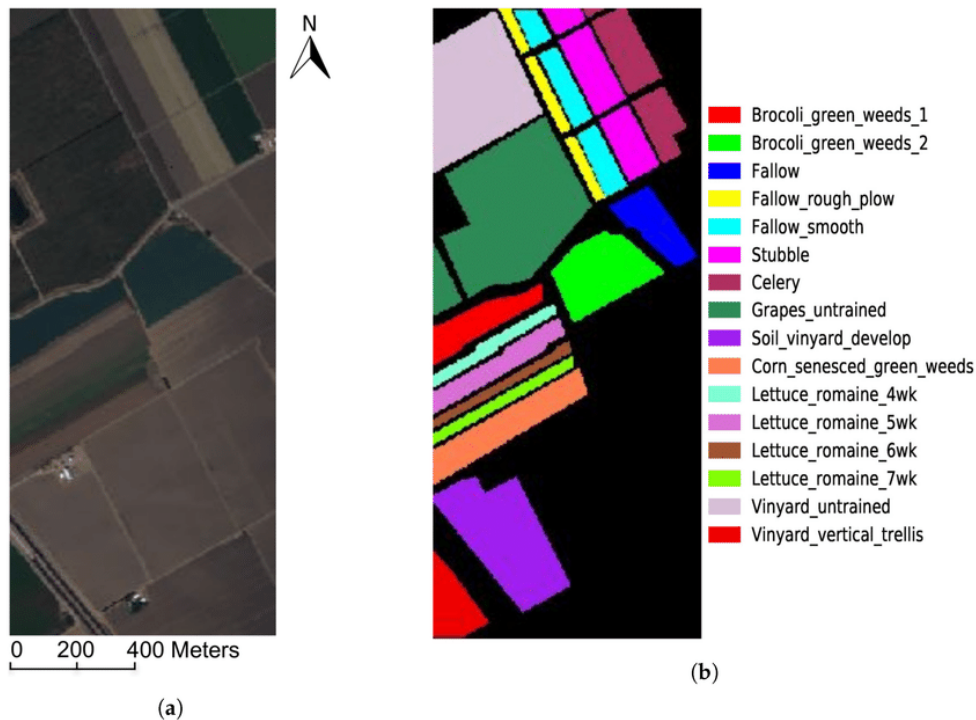 N
Brocoli_green_weeds_1
Brocoli_green_weeds_2
Fallow
Fallow_rough_plow
Fallow_smooth
Stubble
Celery
Grapes_untrained
Soil_vinyard_develop
Corn_senesced_green_weeds
Lettuce_romaine_4wk
Lettuce_romaine_5wk
Lettuce_romaine_6wk
Lettuce_romaine_7wk
Vinyard_untrained
Vinyard_vertical_trellis
0 200 400 Meters
(a)
(b)